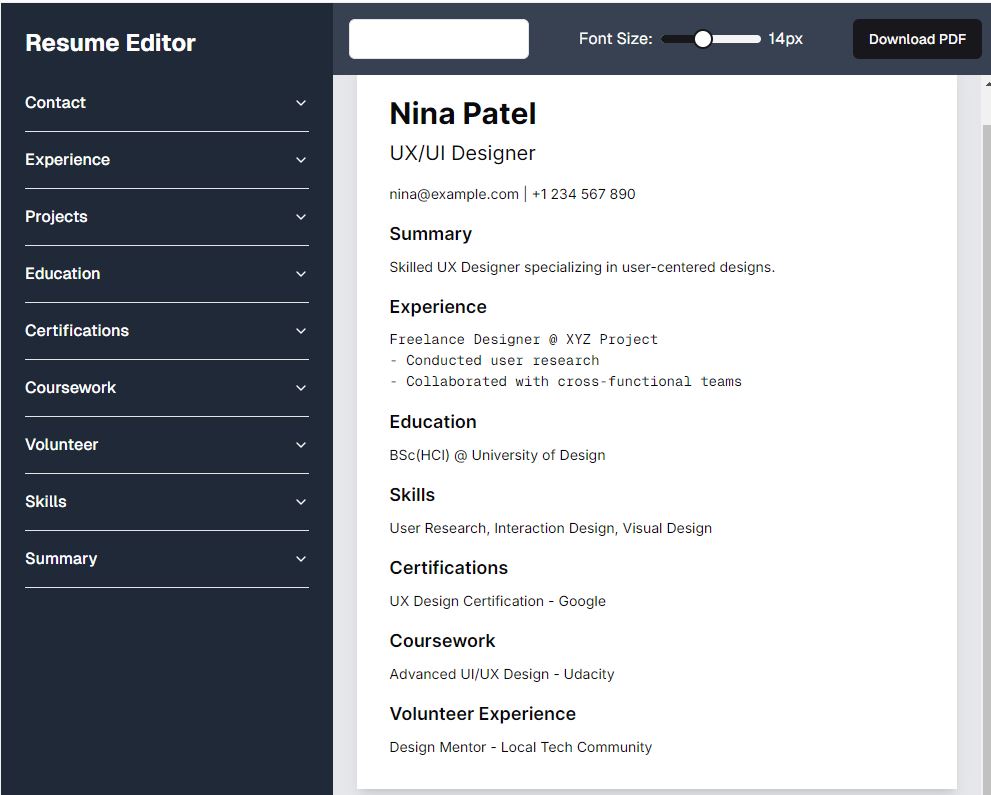 Resume Editor
Contact
Experience
Projects
Education
Certifications
Coursework
Volunteer
Skills
Summary
Font Size: 14px
Download PDF
Nina Patel
UX/UI Designer
nina@example.com | +1 234 567 890
Summary
Skilled UX Designer specializing in user-centered designs.
Experience
Freelance Designer @ XYZ Project
- Conducted user research
- Collaborated with cross-functional teams
Education
BSc(HCI) @ University of Design
Skills
User Research, Interaction Design, Visual Design
Certifications
UX Design Certification - Google
Coursework
Advanced UI/UX Design - Udacity
Volunteer Experience
Design Mentor - Local Tech Community